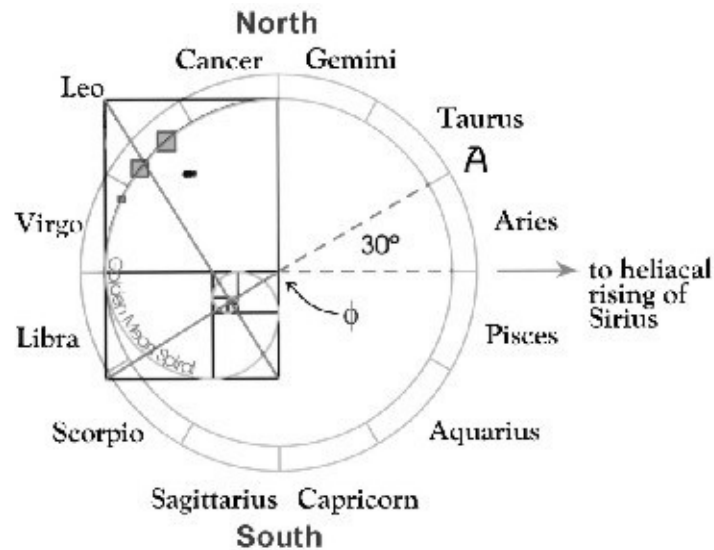 North
Cancer
Gemini
Leo
Taurus
A
Virgo
Aries
30°
to heliacal
rising of
Sirius
ϕ
Golden Mean Spiral
Libra
Pisces
Scorpio
Aquarius
Sagittarius
Capricorn
South